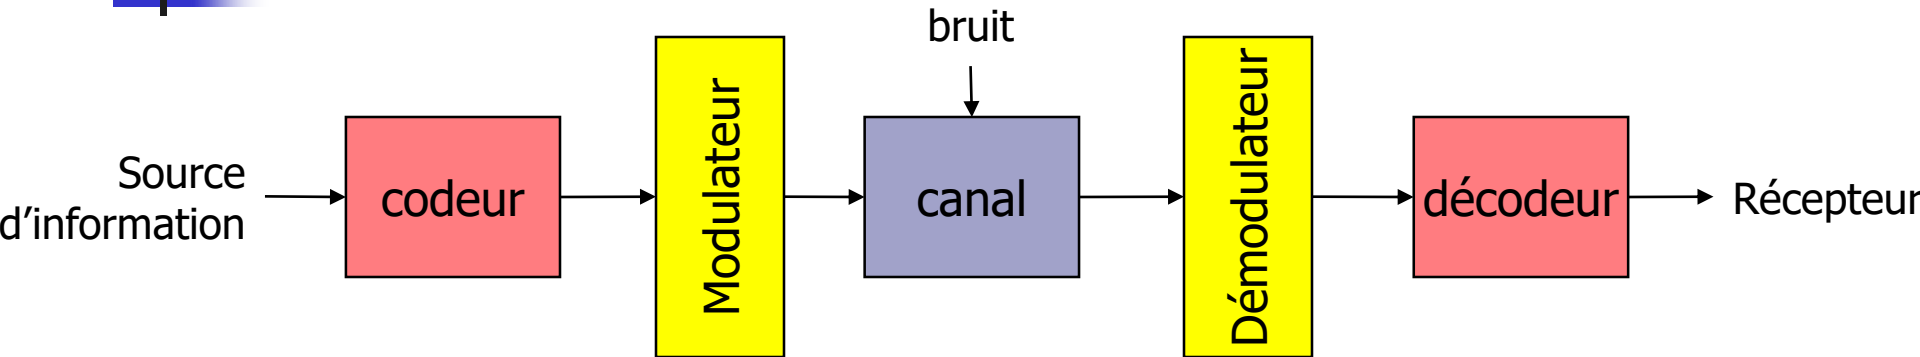 bruit
Source
d’information
codeur
Modulateur
canal
Démodulateur
décodeur
Récepteur